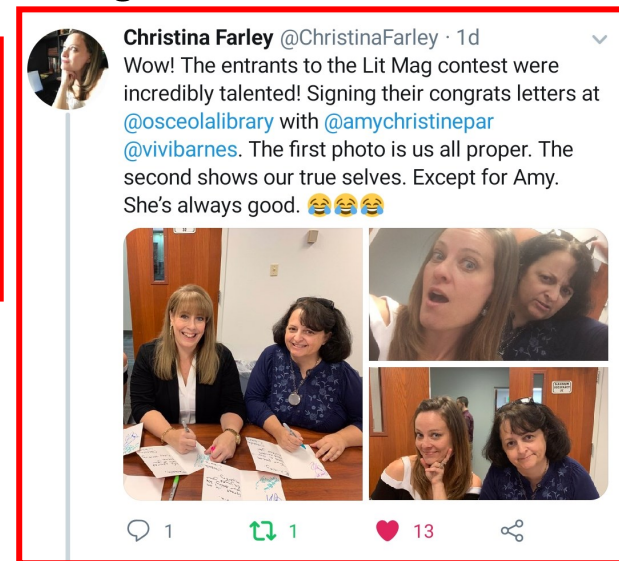 Christina Farley @ChristinaFarley · 1d
Wow! The entrants to the Lit Mag contest were
incredibly talented! Signing their congrats letters at
@osceolalibrary with @amychristinepar
@vivibarnes. The first photo is us all proper. The
second shows our true selves. Except for Amy.
She's always good. 😂😂😂
1
1
13